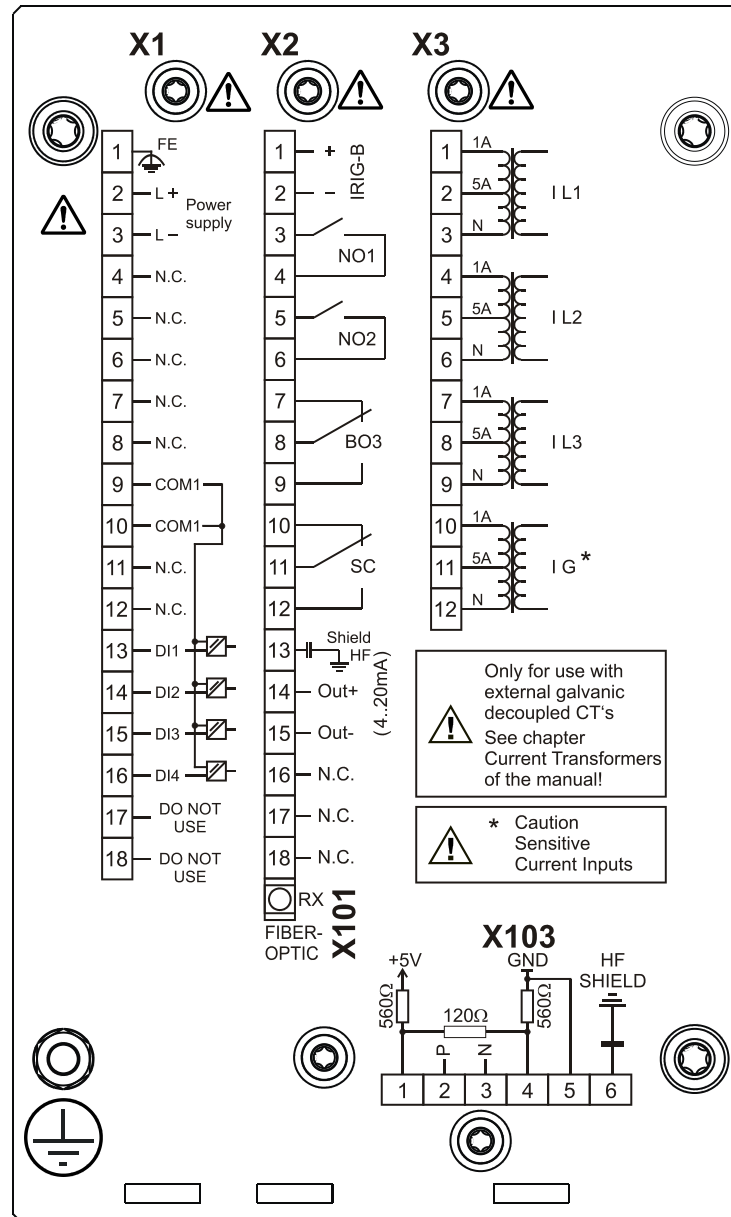 X1
X2
X3
1 FE
2 L+
Power
supply
3 L−
4 N.C.
5 N.C.
6 N.C.
7 N.C.
8 N.C.
9 COM1
10 COM1
11 N.C.
12 N.C.
13 DI1
14 DI2
15 DI3
16 DI4
17 DO NOT
USE
18 DO NOT
USE
1 +
IRIG-B
2 −
3
NO1
4
5
NO2
6
7
8 BO3
9
10
11 SC
12
13 Shield
HF
(4..20mA)
14 Out+
15 Out-
16 N.C.
17 N.C.
18 N.C.
RX
FIBER-
OPTIC
X101
1 1A
2 5A I L1
3 N
4 1A
5 5A I L2
6 N
7 1A
8 5A I L3
9 N
10 1A
11 5A I G *
12 N
Only for use with
external galvanic
decoupled CT‘s
See chapter
Current Transformers
of the manual!
* Caution
Sensitive
Current Inputs
X103
+5V
GND
HF
SHIELD
560Ω
120Ω
560Ω
P
N
1 2 3 4 5 6